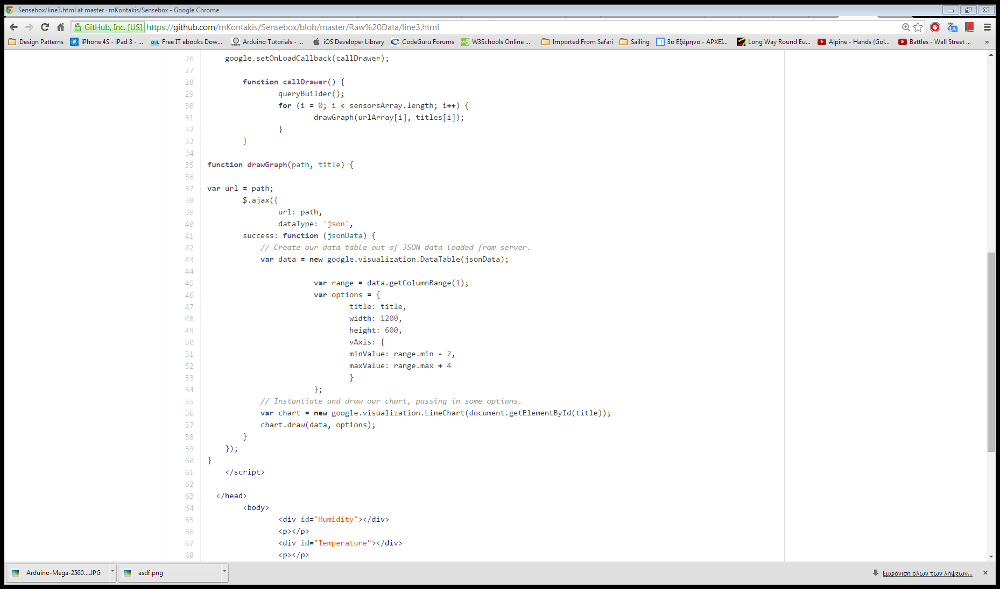 Sensebox/line3.html at master · mKontakis/Sensebox - Google Chrome
GitHub, Inc. [US] https://github.com/mKontakis/Sensebox/blob/master/Raw%20Data/line3.html
Design Patterns iPhone 4S - iPad 3 - ... Free IT ebooks Dow... Arduino Tutorials - ... iOS Developer Library CodeGuru Forums W3Schools Online ... Imported From Safari Sailing 3ο Εξάμηνο - ΑΡΧΕΙ... Long Way Round Eu... Alpine - Hands (Gol... Battles - Wall Street ... »
26 google.setOnLoadCallback(callDrawer);
27
28 function callDrawer() {
29 queryBuilder();
30 for (i = 0; i < sensorsArray.length; i++) {
31 drawGraph(urlArray[i], titles[i]);
32 }
33 }
34
35 function drawGraph(path, title) {
36
37 var url = path;
38 $.ajax({
39 url: path,
40 dataType: 'json',
41 success: function (jsonData) {
42 // Create our data table out of JSON data loaded from server.
43 var data = new google.visualization.DataTable(jsonData);
44
45 var range = data.getColumnRange(1);
46 var options = {
47 title: title,
48 width: 1200,
49 height: 600,
50 vAxis: {
51 minValue: range.min - 2,
52 maxValue: range.max + 4
53 }
54 };
55 // Instantiate and draw our chart, passing in some options.
56 var chart = new google.visualization.LineChart(document.getElementById(title));
57 chart.draw(data, options);
58 }
59 });
60 }
61 </script>
62
63 </head>
64 <body>
65 <div id="Humidity"></div>
66 <p></p>
67 <div id="Temperature"></div>
68 <p></p>
Arduino-Mega-2560....JPG asdf.png Εμφάνιση όλων των λήψεων...